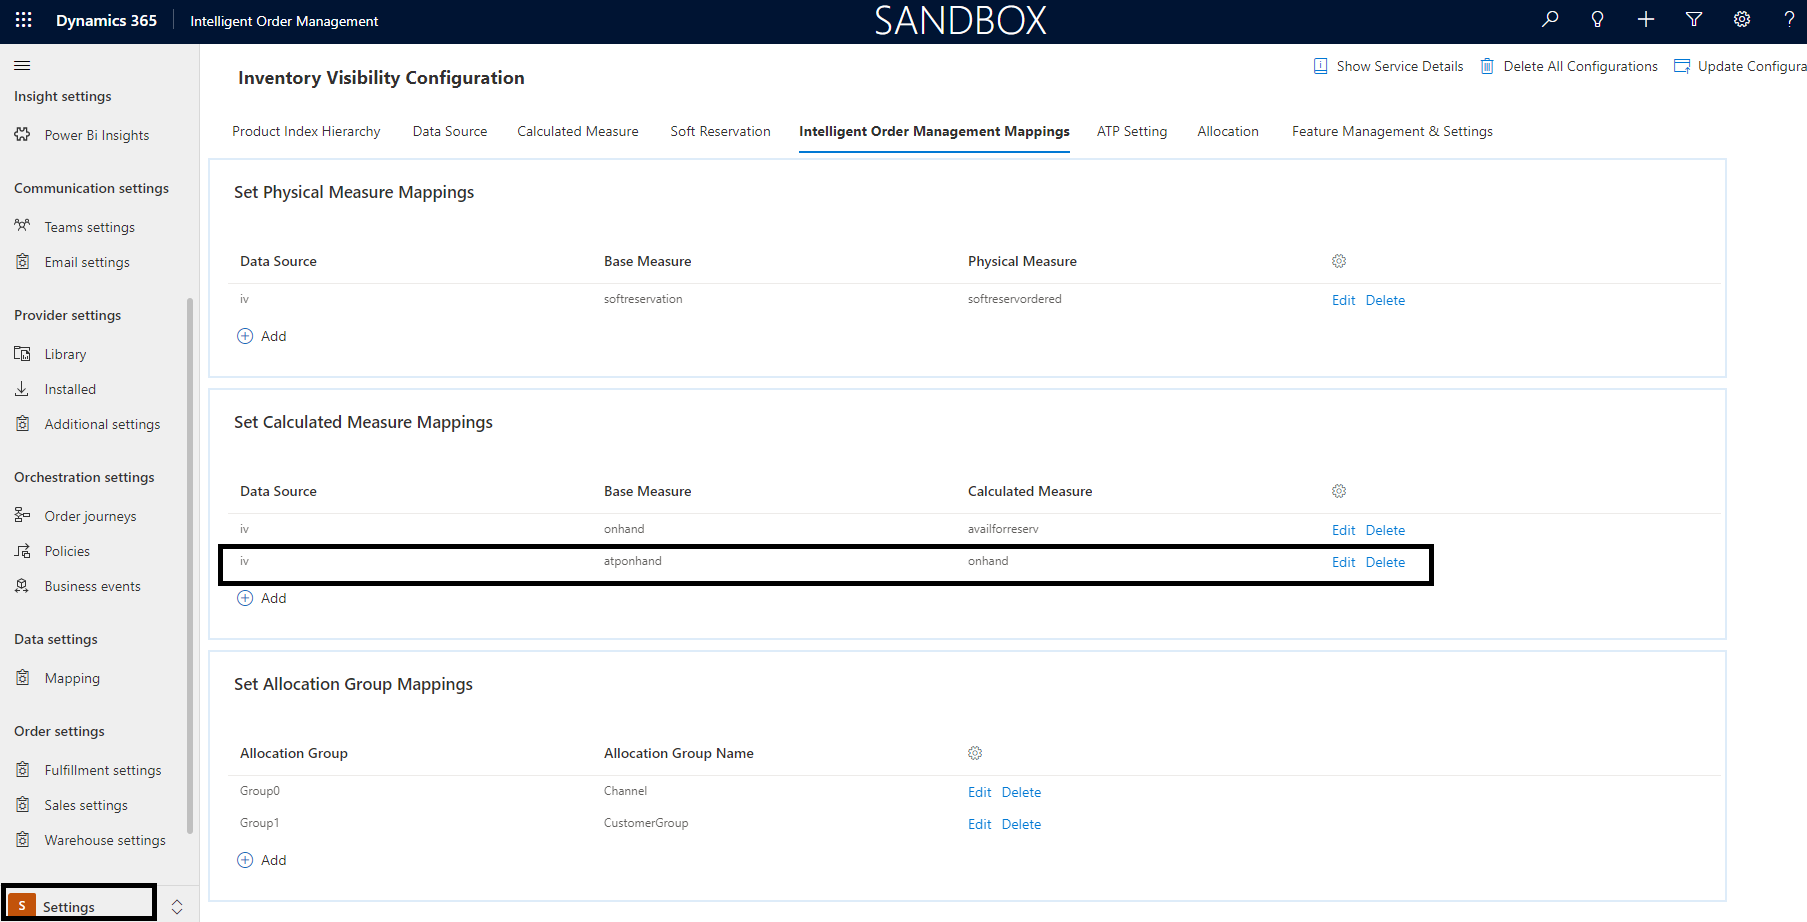 Dynamics 365
Intelligent Order Management
SANDBOX
Insight settings
Power Bi Insights
Communication settings
Teams settings
Email settings
Provider settings
Library
Installed
Additional settings
Orchestration settings
Order journeys
Policies
Business events
Data settings
Mapping
Order settings
Fulfillment settings
Sales settings
Warehouse settings
S Settings
Inventory Visibility Configuration
Show Service Details Delete All Configurations Update Configura
Product Index Hierarchy Data Source Calculated Measure Soft Reservation Intelligent Order Management Mappings ATP Setting Allocation Feature Management & Settings
Set Physical Measure Mappings
Data Source Base Measure Physical Measure
iv softreservation softreservordered Edit Delete
Add
Set Calculated Measure Mappings
Data Source Base Measure Calculated Measure
iv onhand availforreserv Edit Delete
iv atponhand onhand Edit Delete
Add
Set Allocation Group Mappings
Allocation Group Allocation Group Name
Group0 Channel Edit Delete
Group1 CustomerGroup Edit Delete
Add